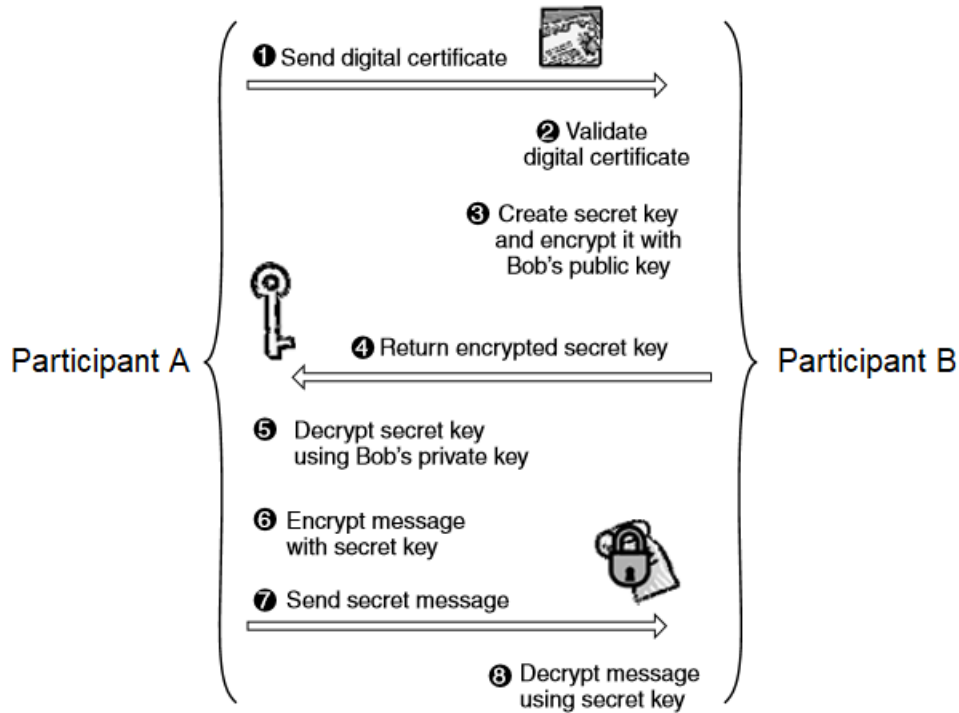 ❶ Send digital certificate
❷ Validate
digital certificate
❸ Create secret key
and encrypt it with
Bob's public key
Participant A
❹ Return encrypted secret key
Participant B
❺ Decrypt secret key
using Bob's private key
❻ Encrypt message
with secret key
❼ Send secret message
❽ Decrypt message
using secret key